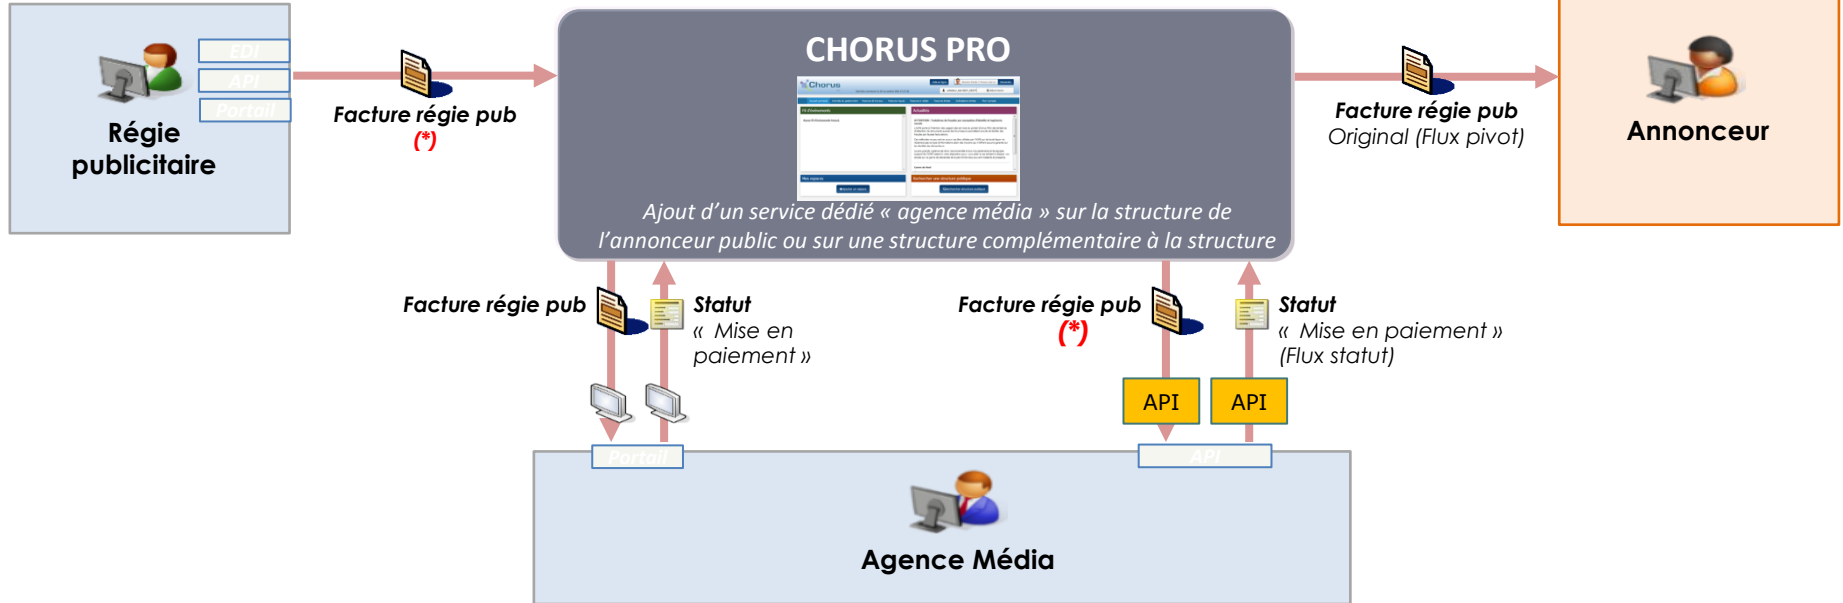 EDI
API
Portail
Régie
publicitaire
Facture régie pub
(*)
CHORUS PRO
Chorus
Ajout d’un service dédié « agence média » sur la structure de
l’annonceur public ou sur une structure complémentaire à la structure
Facture régie pub
Original (Flux pivot)
Annonceur
Facture régie pub
Statut
« Mise en
paiement »
Facture régie pub
(*)
Statut
« Mise en paiement »
(Flux statut)
API
API
Portail
API
Agence Média